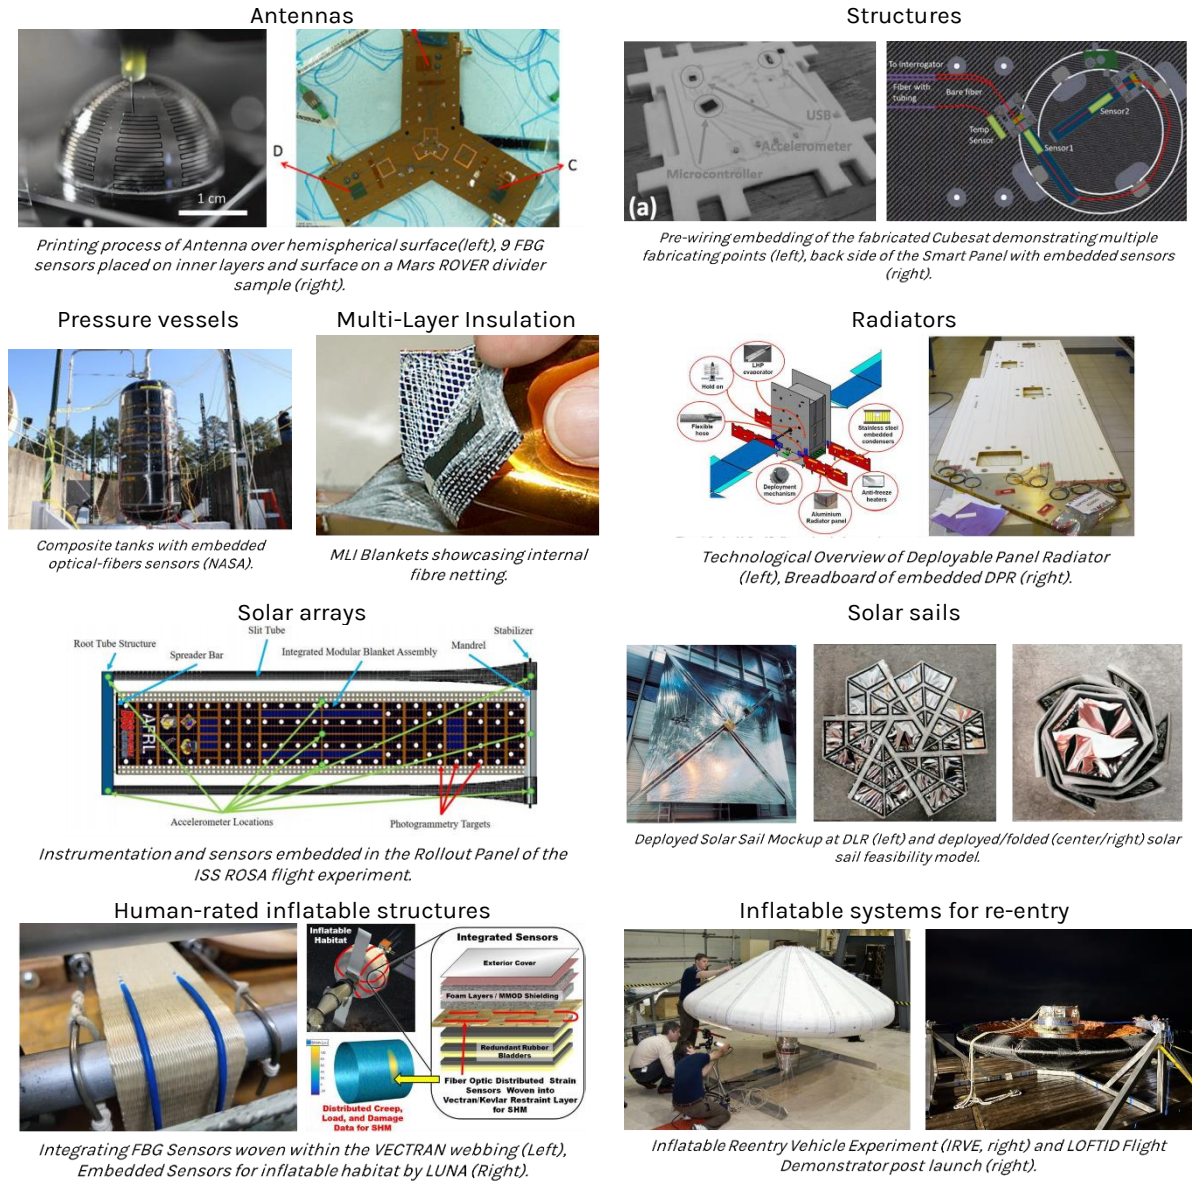 Antennas
D
C
1 cm
Printing process of Antenna over hemispherical surface(left), 9 FBG
sensors placed on inner layers and surface on a Mars ROVER divider
sample (right).
Structures
USB
Accelerometer
Microcontroller
(a)
To interrogator
Fiber with
tubing
Bare fiber
Temp
Sensor
Sensor1
Sensor2
Pre-wiring embedding of the fabricated Cubesat demonstrating multiple
fabricating points (left), back side of the Smart Panel with embedded sensors
(right).
Pressure vessels
Composite tanks with embedded
optical-fibers sensors (NASA).
Multi-Layer Insulation
MLI Blankets showcasing internal
fibre netting.
Radiators
LHP
evaporator
Hold on
Flexible
hose
Stainless steel
embedded
condensers
Deployment
mechanism
Anti-freeze
heaters
Aluminium
Radiator panel
Technological Overview of Deployable Panel Radiator
(left), Breadboard of embedded DPR (right).
Solar arrays
Slit Tube
Stabilizer
Root Tube Structure
Spreader Bar
Integrated Modular Blanket Assembly
Mandrel
AFRL
Accelerometer Locations
Photogrammetry Targets
Instrumentation and sensors embedded in the Rollout Panel of the
ISS ROSA flight experiment.
Solar sails
Deployed Solar Sail Mockup at DLR (left) and deployed/folded (center/right) solar
sail feasibility model.
Human-rated inflatable structures
Inflatable
Habitat
Integrated Sensors
Exterior Cover
Foam Layers / MMOD Shielding
Redundant Rubber
Bladders
Fiber Optic Distributed Strain
Sensors Woven into
Vectran/Kevlar Restraint Layer
for SHM
Distributed Creep,
Load, and Damage
Data for SHM
Integrating FBG Sensors woven within the VECTRAN webbing (Left),
Embedded Sensors for inflatable habitat by LUNA (Right).
Inflatable systems for re-entry
Inflatable Reentry Vehicle Experiment (IRVE, right) and LOFTID Flight
Demonstrator post launch (right).